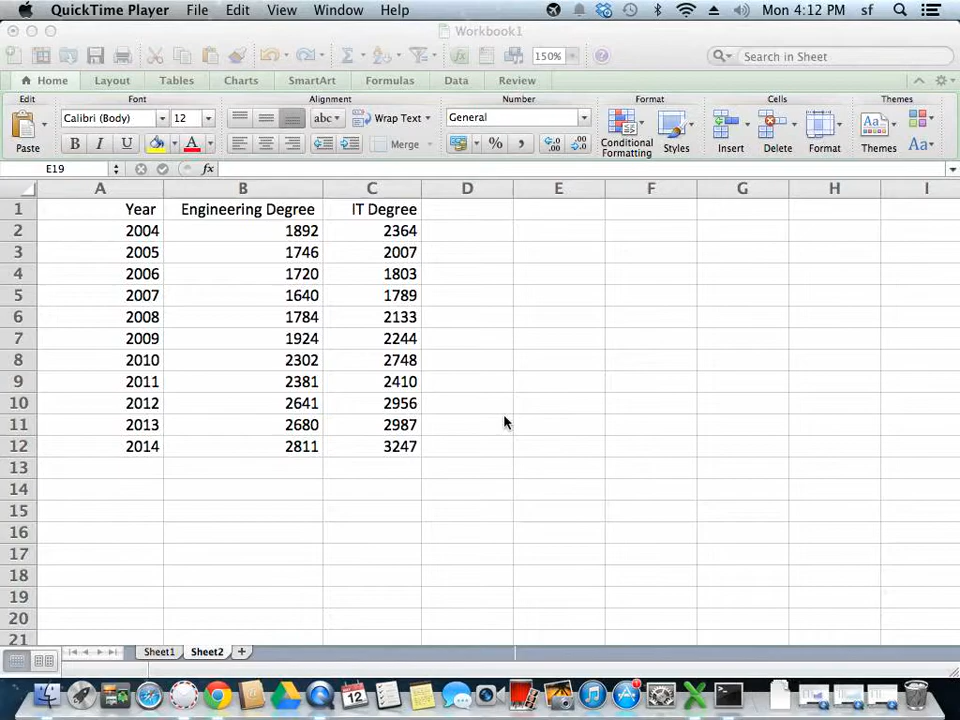 QuickTime Player File Edit View Window Help Mon 4:12 PM sf
Workbook1
150% Search in Sheet
Home Layout Tables Charts SmartArt Formulas Data Review
Edit Font Alignment Number Format Cells Themes
Calibri (Body) 12 abc Wrap Text General
Paste B I U A Merge % , Conditional Formatting Styles Insert Delete Format Themes Aa
E19 fx
A B C D E F G H I
1 Year Engineering Degree IT Degree
2 2004 1892 2364
3 2005 1746 2007
4 2006 1720 1803
5 2007 1640 1789
6 2008 1784 2133
7 2009 1924 2244
8 2010 2302 2748
9 2011 2381 2410
10 2012 2641 2956
11 2013 2680 2987
12 2014 2811 3247
13
14
15
16
17
18
19
20
21
Sheet1 Sheet2